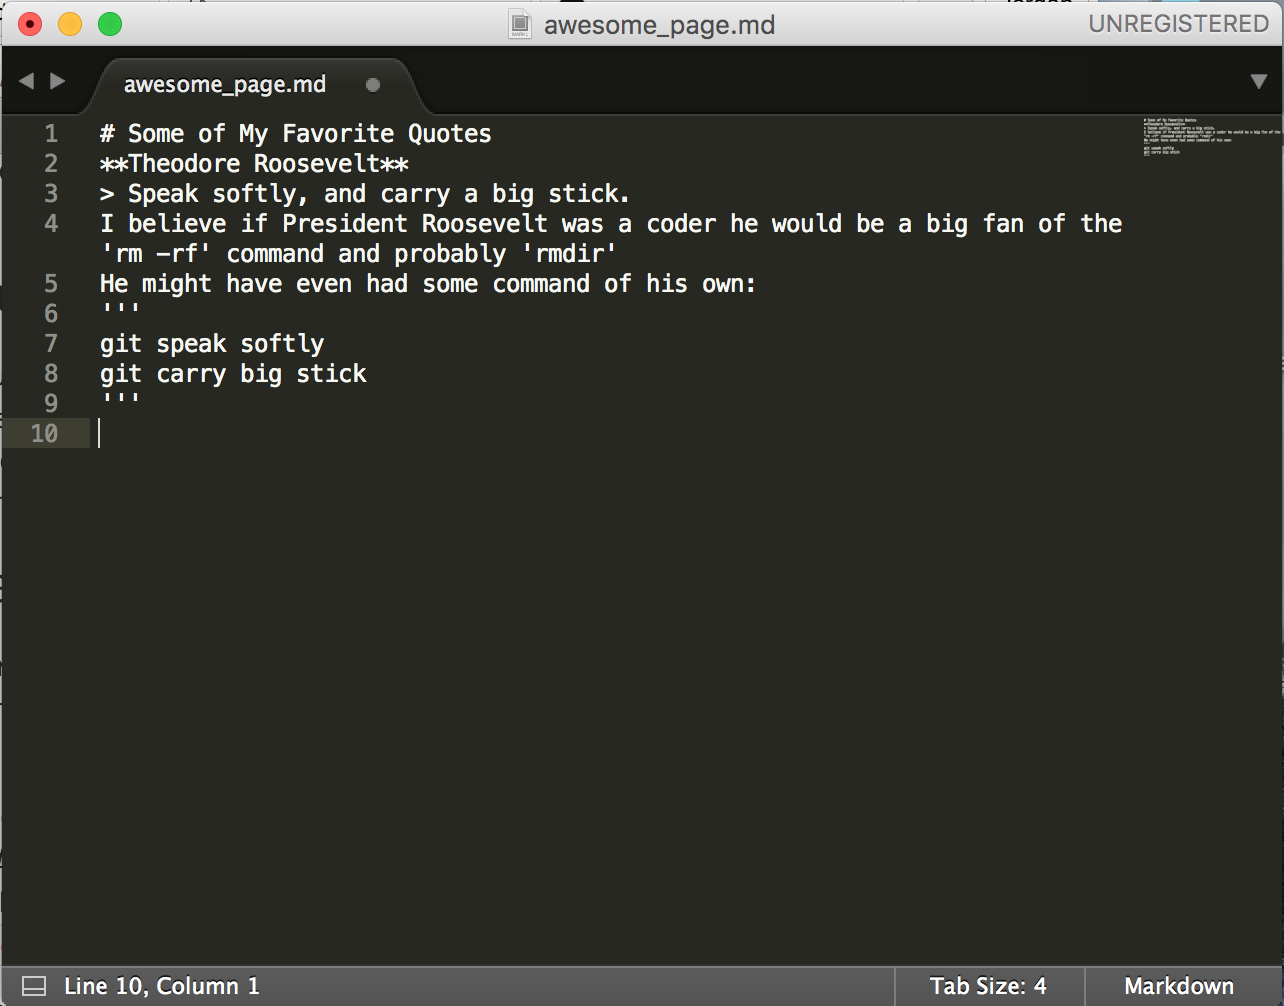 awesome_page.md
UNREGISTERED
awesome_page.md
1 # Some of My Favorite Quotes
2 **Theodore Roosevelt**
3 > Speak softly, and carry a big stick.
4 I believe if President Roosevelt was a coder he would be a big fan of the
'rm -rf' command and probably 'rmdir'
5 He might have even had some command of his own:
6 '''
7 git speak softly
8 git carry big stick
9 '''
10
Line 10, Column 1
Tab Size: 4
Markdown